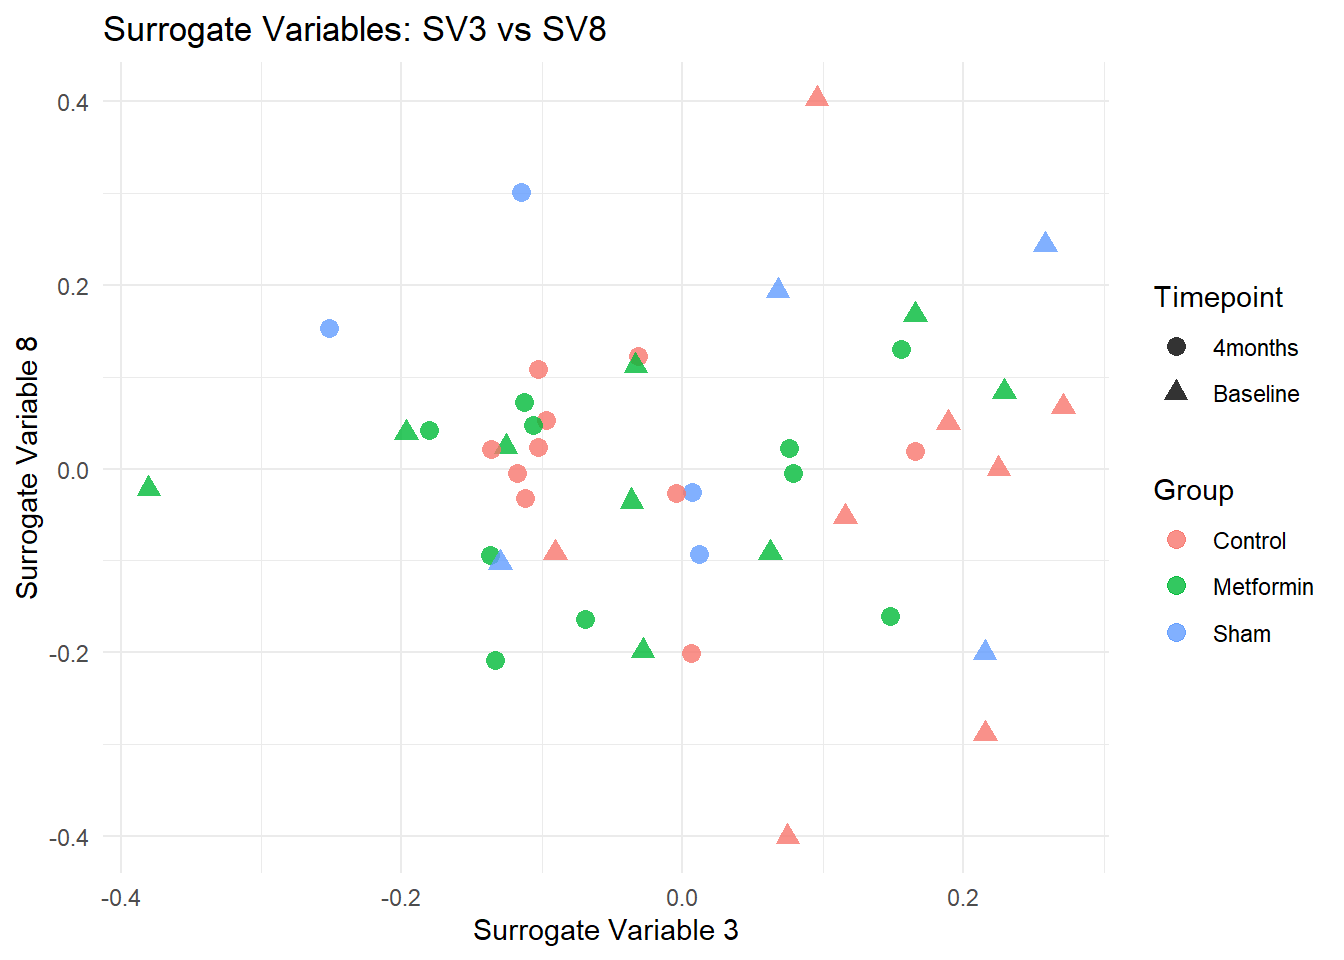 Surrogate Variables: SV3 vs SV8
0.4
0.2
0.0
-0.2
-0.4
Surrogate Variable 8
-0.4
-0.2
0.0
0.2
Surrogate Variable 3
Timepoint
4months
Baseline
Group
Control
Metformin
Sham